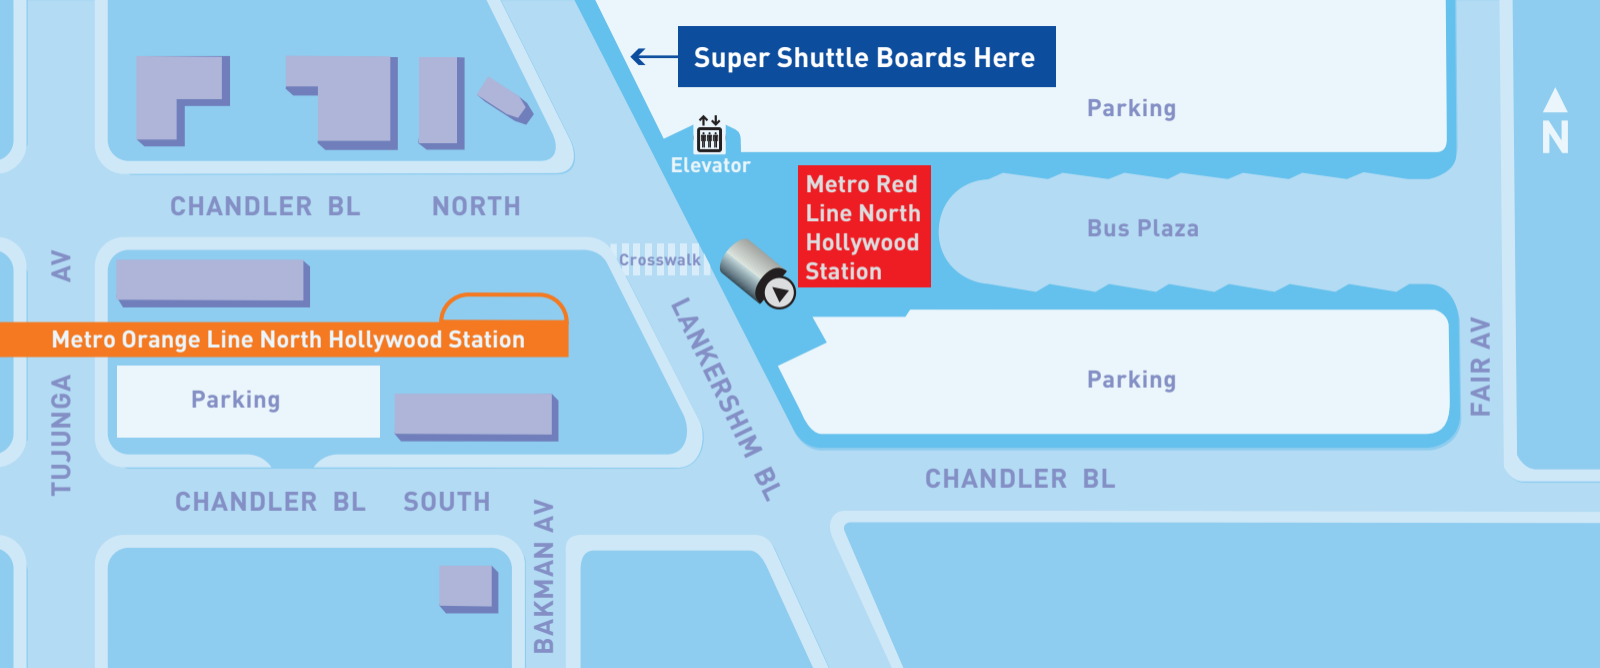 Super Shuttle Boards Here
Parking
N
Elevator
Metro Red
Line North
Hollywood
Station
CHANDLER BL NORTH
Bus Plaza
Crosswalk
TUJUNGA AV
Metro Orange Line North Hollywood Station
Parking
LANKERSHIM BL
Parking
FAIR AV
CHANDLER BL
CHANDLER BL SOUTH
BAKMAN AV